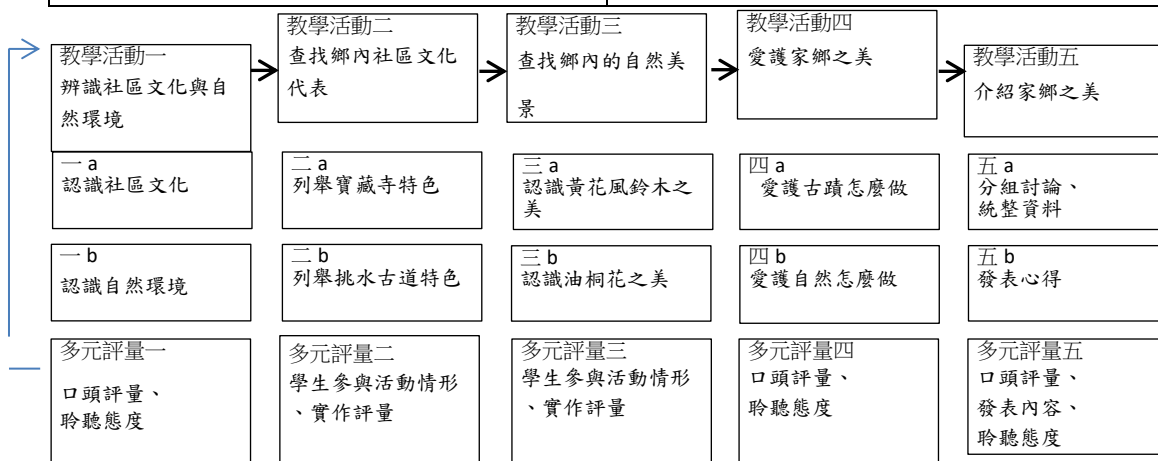 教學活動一
辨識社區文化與自
然環境
教學活動二
查找鄉內社區文化
代表
教學活動三
查找鄉內的自然美
景
教學活動四
愛護家鄉之美
教學活動五
介紹家鄉之美
一 a
認識社區文化
二 a
列舉寶藏寺特色
三 a
認識黃花風鈴木之
美
四 a
愛護古蹟怎麼做
五 a
分組討論、
統整資料
一 b
認識自然環境
二 b
列舉挑水古道特色
三 b
認識油桐花之美
四 b
愛護自然怎麼做
五 b
發表心得
多元評量一
口頭評量、
聆聽態度
多元評量二
學生參與活動情形
、實作評量
多元評量三
學生參與活動情形
、實作評量
多元評量四
口頭評量、
聆聽態度
多元評量五
口頭評量、
發表內容、
聆聽態度